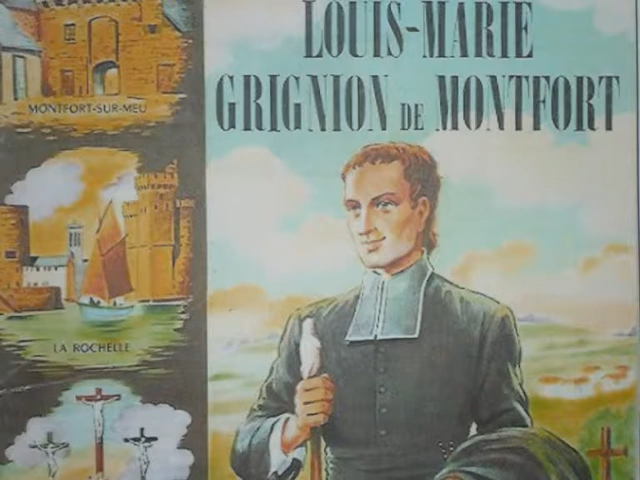 LOUIS-MARIE
GRIGNION DE MONTFORT
MONTFORT-SUR-MEU
LA ROCHELLE